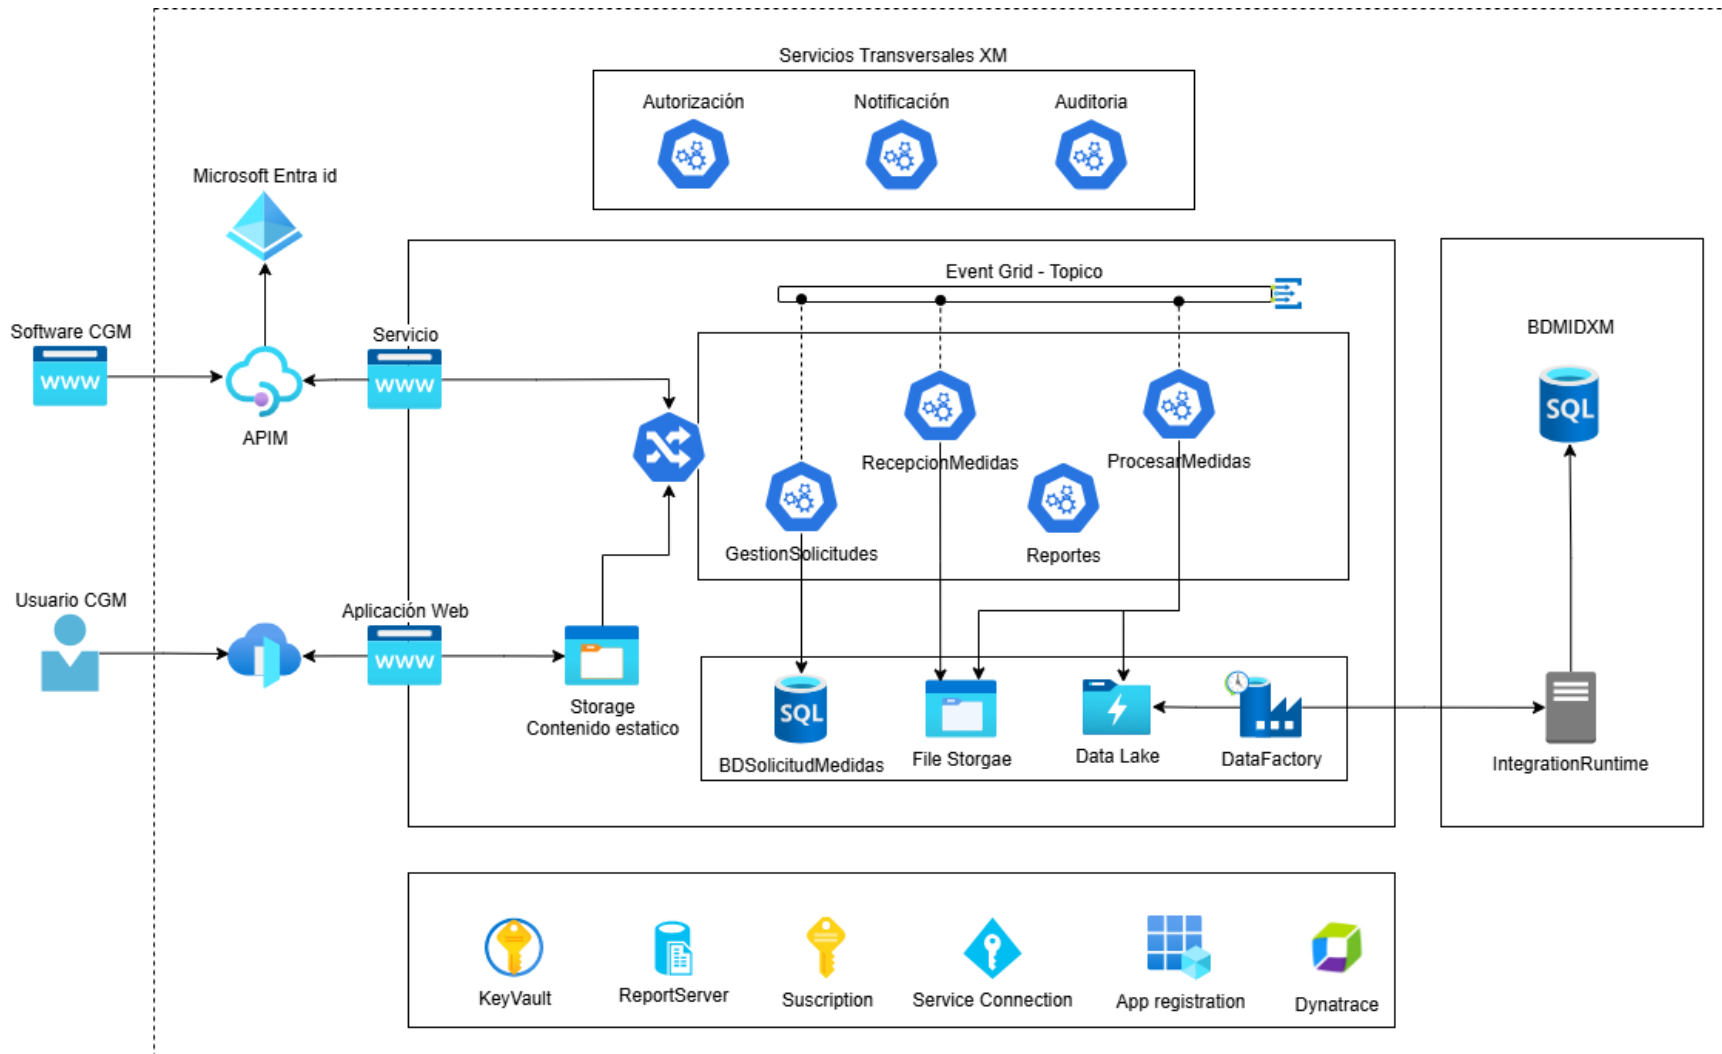 Servicios Transversales XM
Autorización
Notificación
Auditoria
Microsoft Entra id
Event Grid - Topico
Software CGM
WWW
APIM
Servicio
WWW
BDMIDXM
SQL
RecepcionMedidas
ProcesarMedidas
GestionSolicitudes
Reportes
Usuario CGM
Aplicación Web
WWW
Storage
Contenido estatico
SQL
BDSolicitudMedidas
File Storgae
Data Lake
DataFactory
IntegrationRuntime
KeyVault
ReportServer
Suscription
Service Connection
App registration
Dynatrace